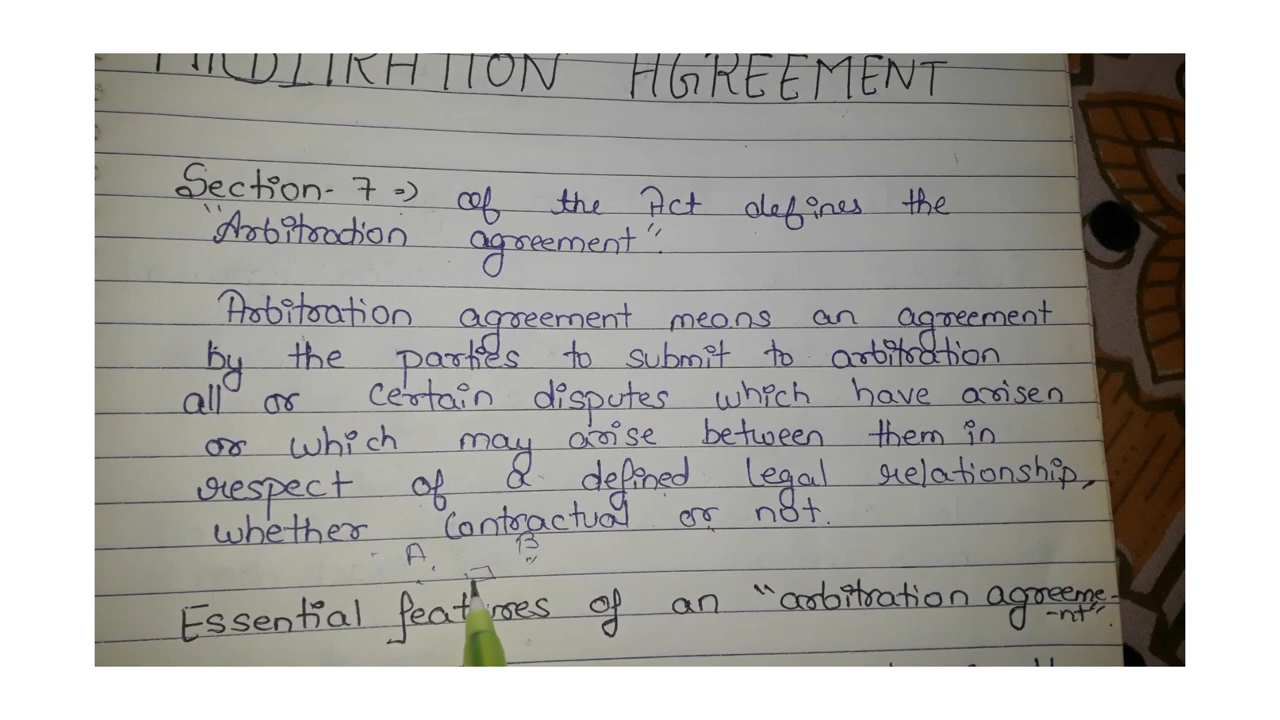 ARBITRATION AGREEMENT
Section- 7 => of the Act defines the
"Arbitration agreement".
Arbitration agreement means an agreement
by the parties to submit to arbitration
all or certain disputes which have arisen
or which may arise between them in
respect of a defined legal relationship,
whether contractual or not.
A. B
Essential features of an "arbitration agreeme-
-nt".